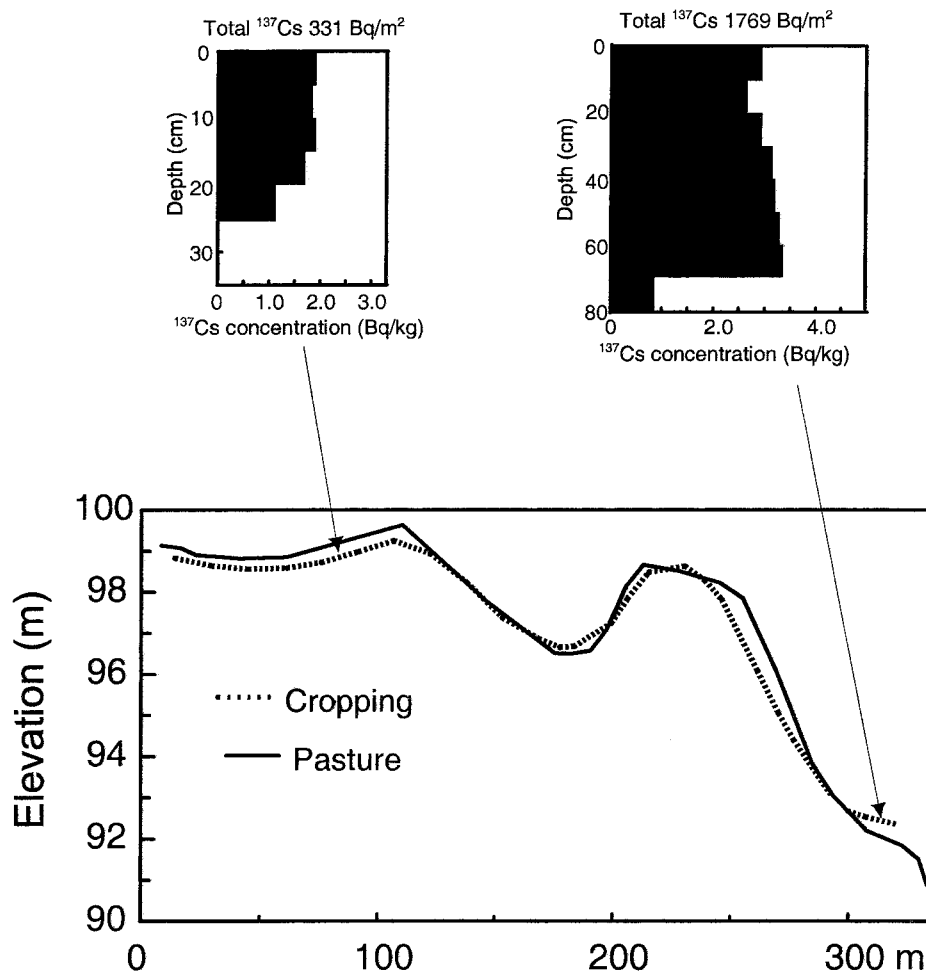 Total ¹³⁷Cs 331 Bq/m²
0
10
20
30
Depth (cm)
0 1.0 2.0 3.0
¹³⁷Cs concentration (Bq/kg)
Total ¹³⁷Cs 1769 Bq/m²
0
20
40
60
80
Depth (cm)
0 2.0 4.0
¹³⁷Cs concentration (Bq/kg)
100
98
96
94
92
90
Elevation (m)
Cropping
Pasture
0 100 200 300 m